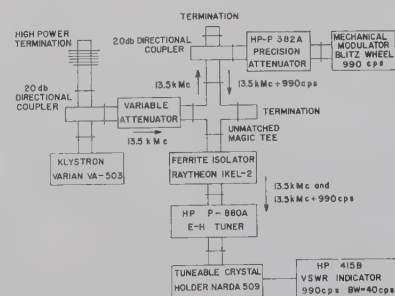 TERMINATION
HIGH POWER
TERMINATION
20db DIRECTIONAL
COUPLER
HP-P 382A
PRECISION
ATTENUATOR
MECHANICAL
MODULATOR
BLITZ WHEEL
990 cps
20 db
DIRECTIONAL
COUPLER
13.5kMc
13.5kMc+990cps
VARIABLE
ATTENUATOR
TERMINATION
13.5 kMc
UNMATCHED
MAGIC TEE
KLYSTRON
VARIAN VA-503
FERRITE ISOLATOR
RAYTHEON IKEL-2
13.5kMc and
13.5kMc+990cps
HP P-880A
E-H TUNER
TUNEABLE CRYSTAL
HOLDER NARDA 509
HP 415B
VSWR INDICATOR
990cps BW=40cps